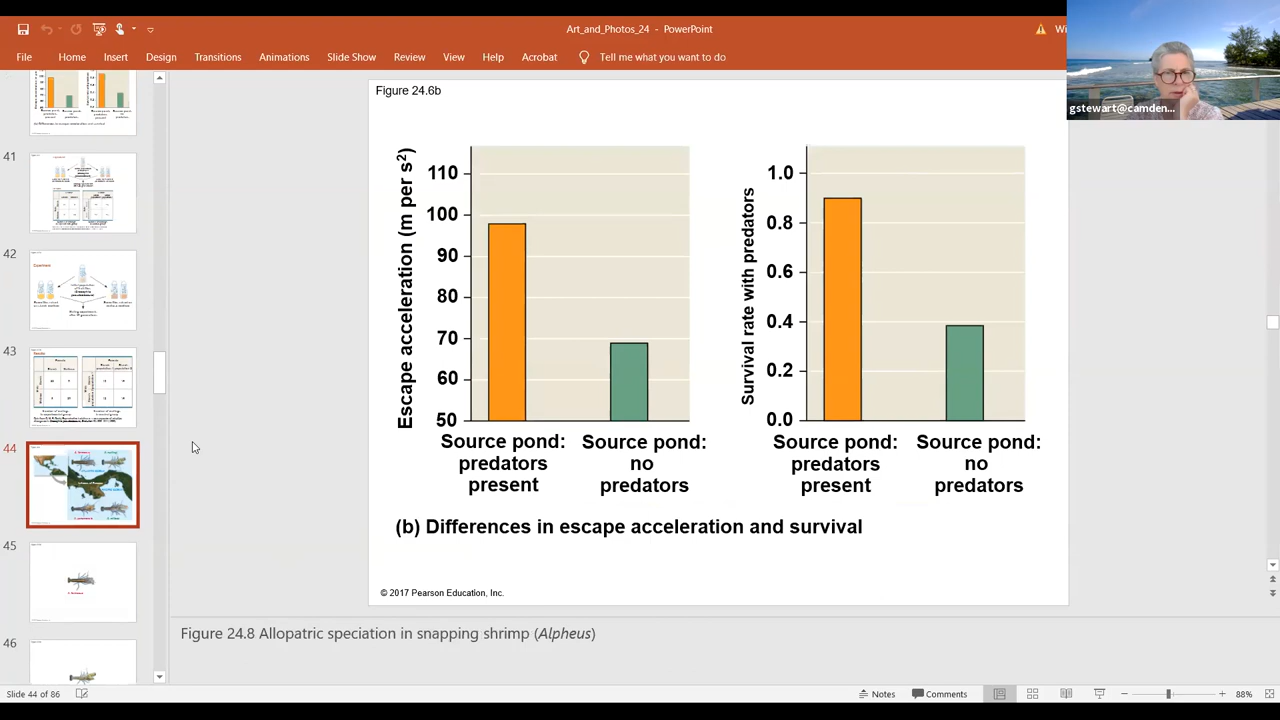 Art_and_Photos_24 - PowerPoint
Wi
File Home Insert Design Transitions Animations Slide Show Review View Help Acrobat Tell me what you want to do
gstewart@camden...
41
42
43
44
45
46
Figure 24.6b
Escape acceleration (m per s²)
110
100
90
80
70
60
50
Source pond:
predators
present
Source pond:
no
predators
Survival rate with predators
1.0
0.8
0.6
0.4
0.2
0.0
Source pond:
predators
present
Source pond:
no
predators
(b) Differences in escape acceleration and survival
© 2017 Pearson Education, Inc.
Figure 24.8 Allopatric speciation in snapping shrimp (Alpheus)
Slide 44 of 86
Notes Comments 88%